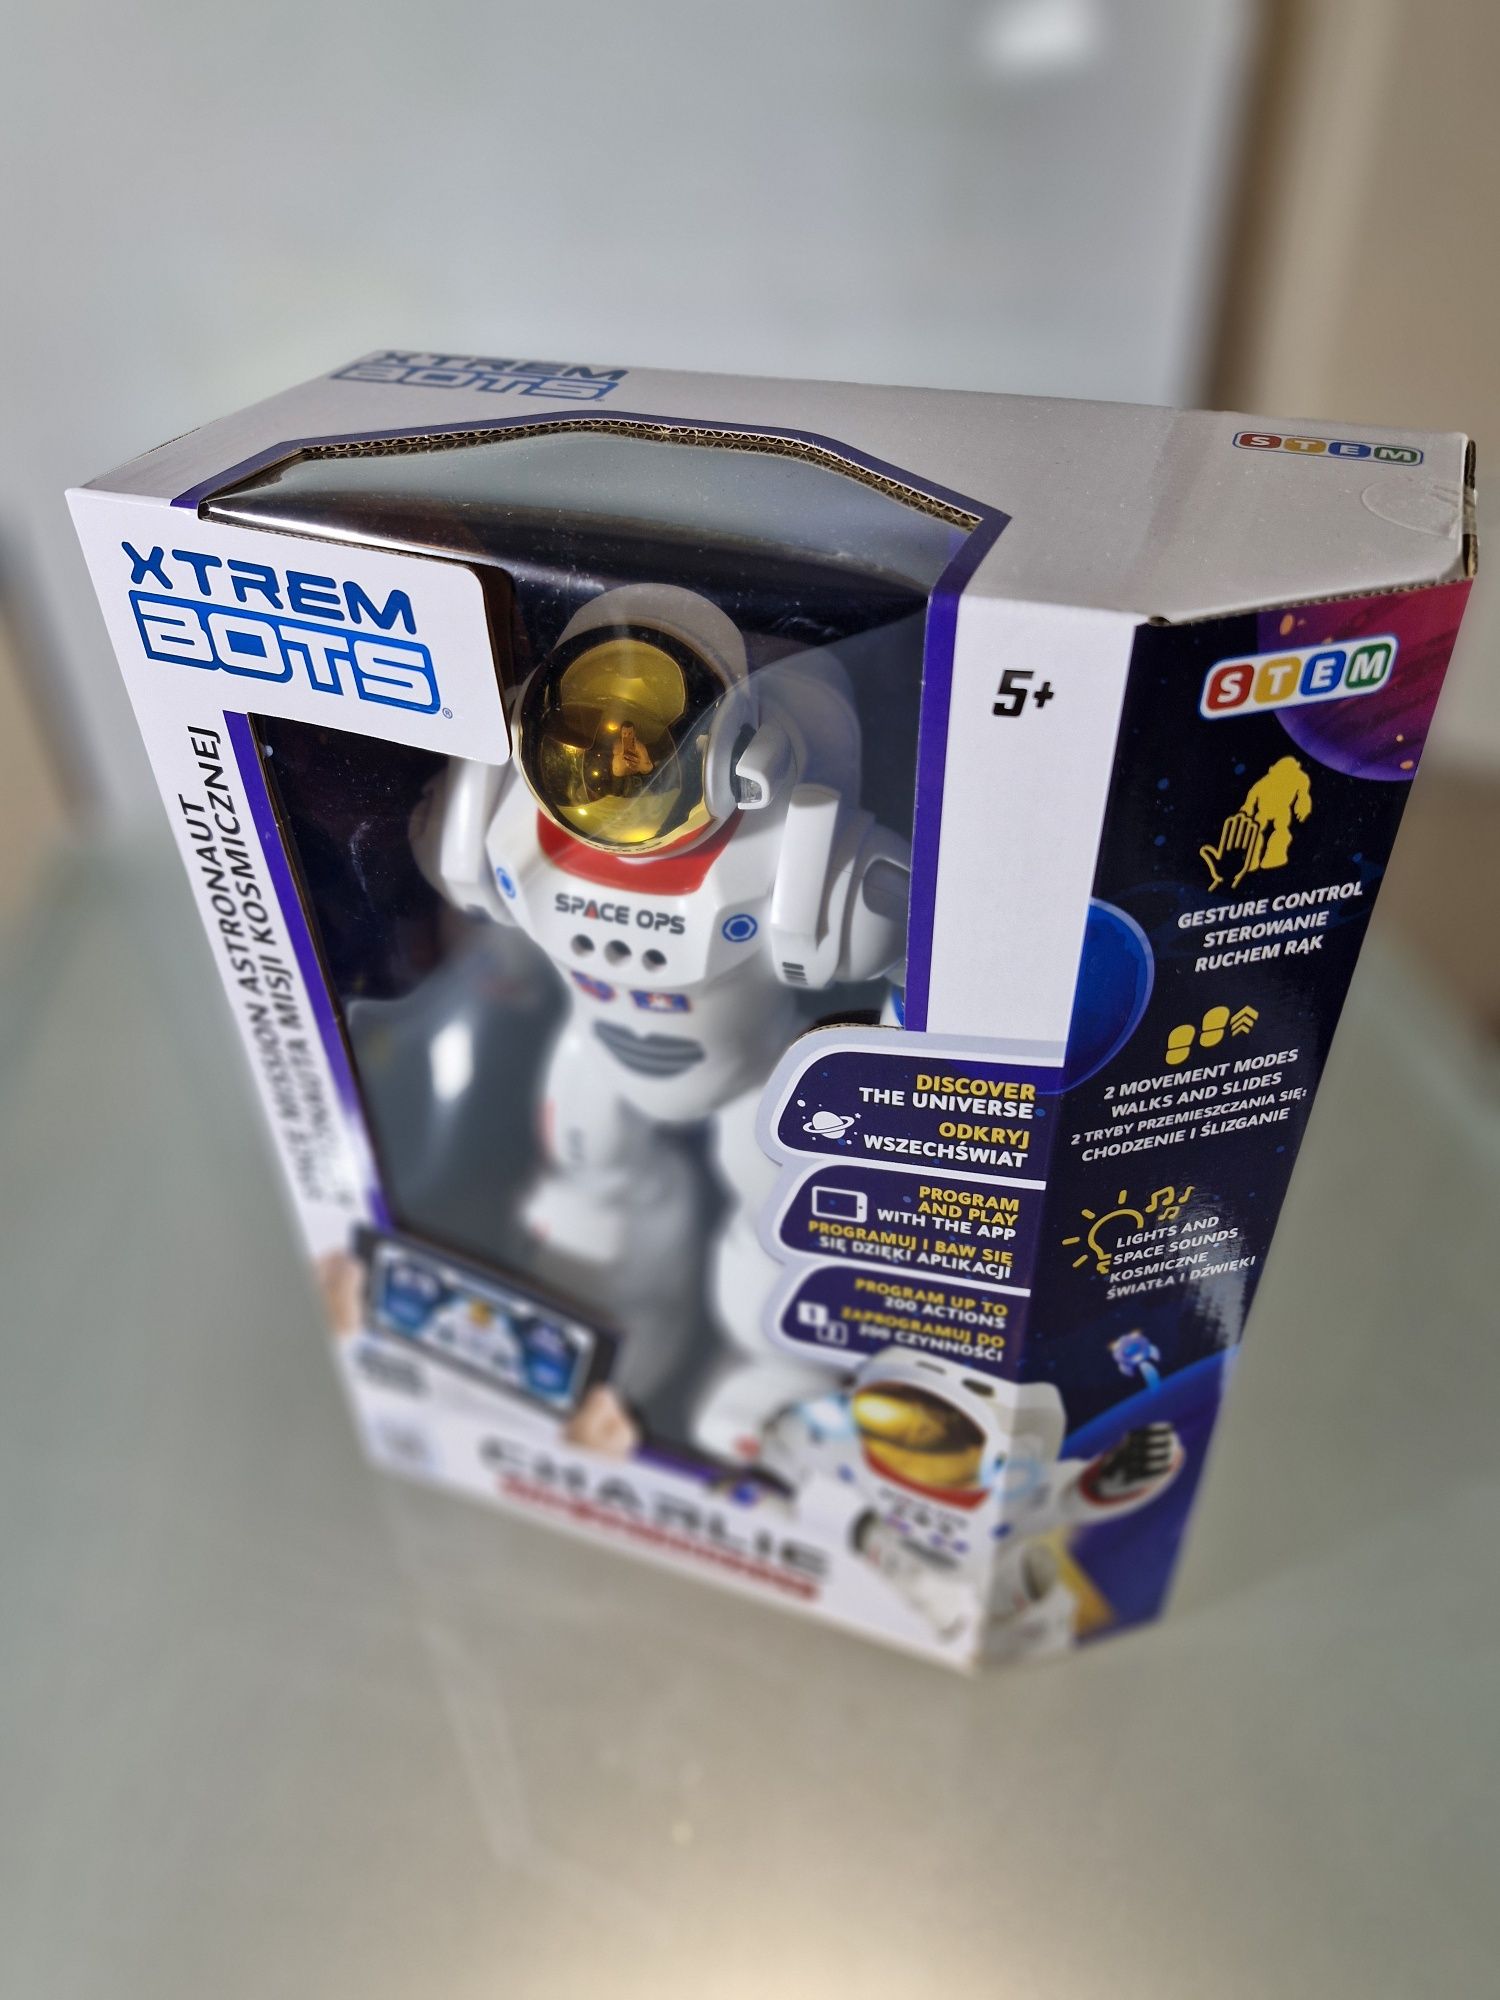 XTREM
BOTS
STEM
XTREM
BOTS®
5+
STEM
SPACE MISSION ASTRONAUT
MISJI KOSMICZNEJ
SPACE OPS
GESTURE CONTROL
STEROWANIE
RUCHEM RĄK
2 MOVEMENT MODES
WALKS AND SLIDES
2 TRYBY PRZEMIESZCZANIA SIĘ:
CHODZENIE I ŚLIZGANIE
LIGHTS AND
SPACE SOUNDS
KOSMICZNE
ŚWIATŁA I DŹWIĘKI
DISCOVER
THE UNIVERSE
ODKRYJ
WSZECHŚWIAT
PROGRAM
AND PLAY
WITH THE APP
PROGRAMUJ I BAW SIĘ
SIĘ DZIĘKI APLIKACJI
PROGRAM UP TO
200 ACTIONS
ZAPROGRAMUJ DO
200 CZYNNOŚCI
CHARLIE